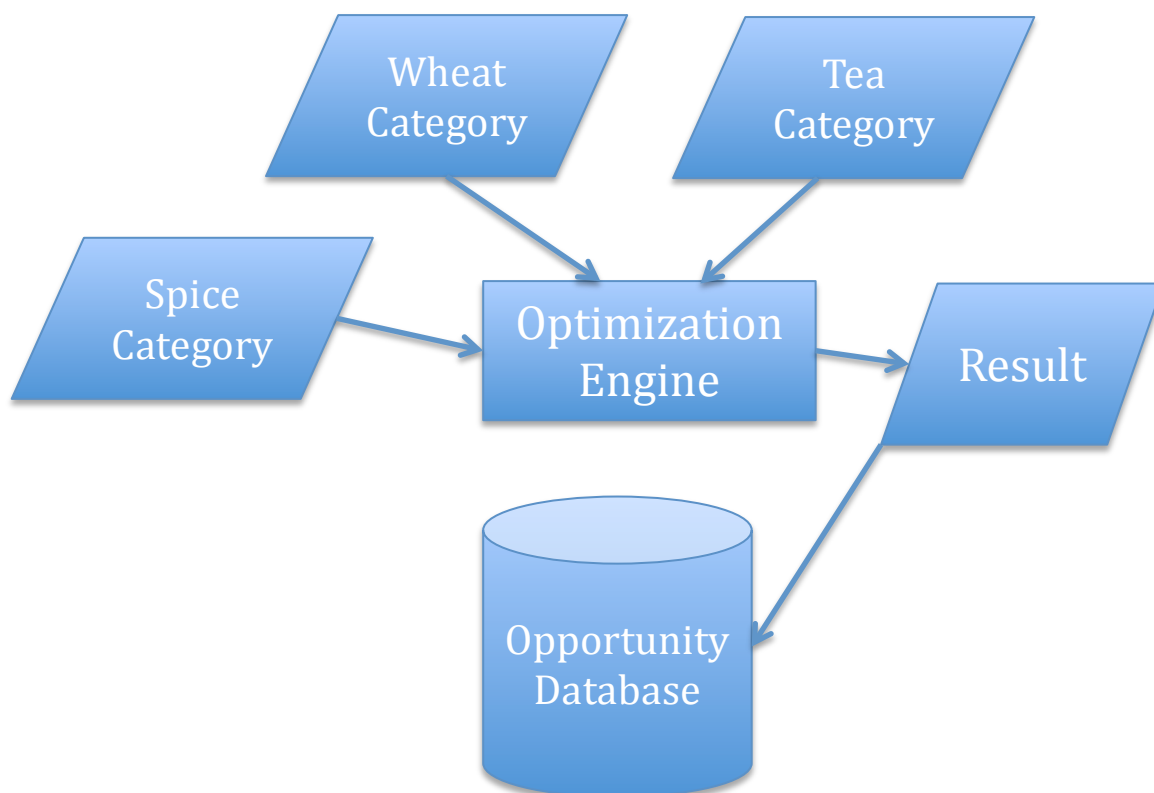 Wheat
Category
Tea
Category
Spice
Category
Optimization
Engine
Result
Opportunity
Database